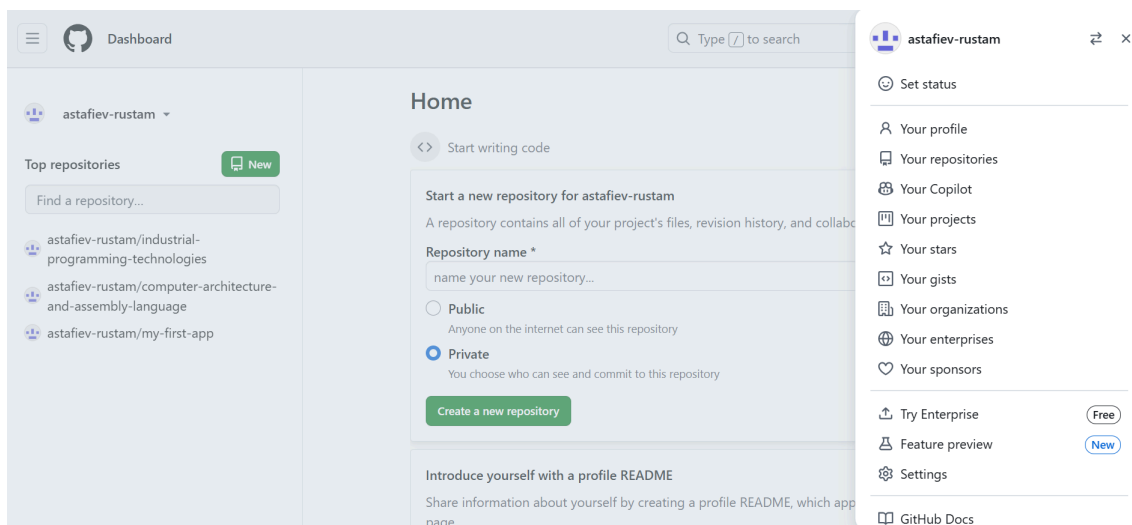 Dashboard
Type / to search
astafiev-rustam
Top repositories
New
Find a repository...
astafiev-rustam/industrial-
programming-technologies
astafiev-rustam/computer-architecture-
and-assembly-language
astafiev-rustam/my-first-app
Home
Start writing code
Start a new repository for astafiev-rustam
A repository contains all of your project's files, revision history, and collabo
Repository name *
name your new repository...
Public
Anyone on the internet can see this repository
Private
You choose who can see and commit to this repository
Create a new repository
Introduce yourself with a profile README
Share information about yourself by creating a profile README, which app
page.
astafiev-rustam
Set status
Your profile
Your repositories
Your Copilot
Your projects
Your stars
Your gists
Your organizations
Your enterprises
Your sponsors
Try Enterprise Free
Feature preview New
Settings
GitHub Docs